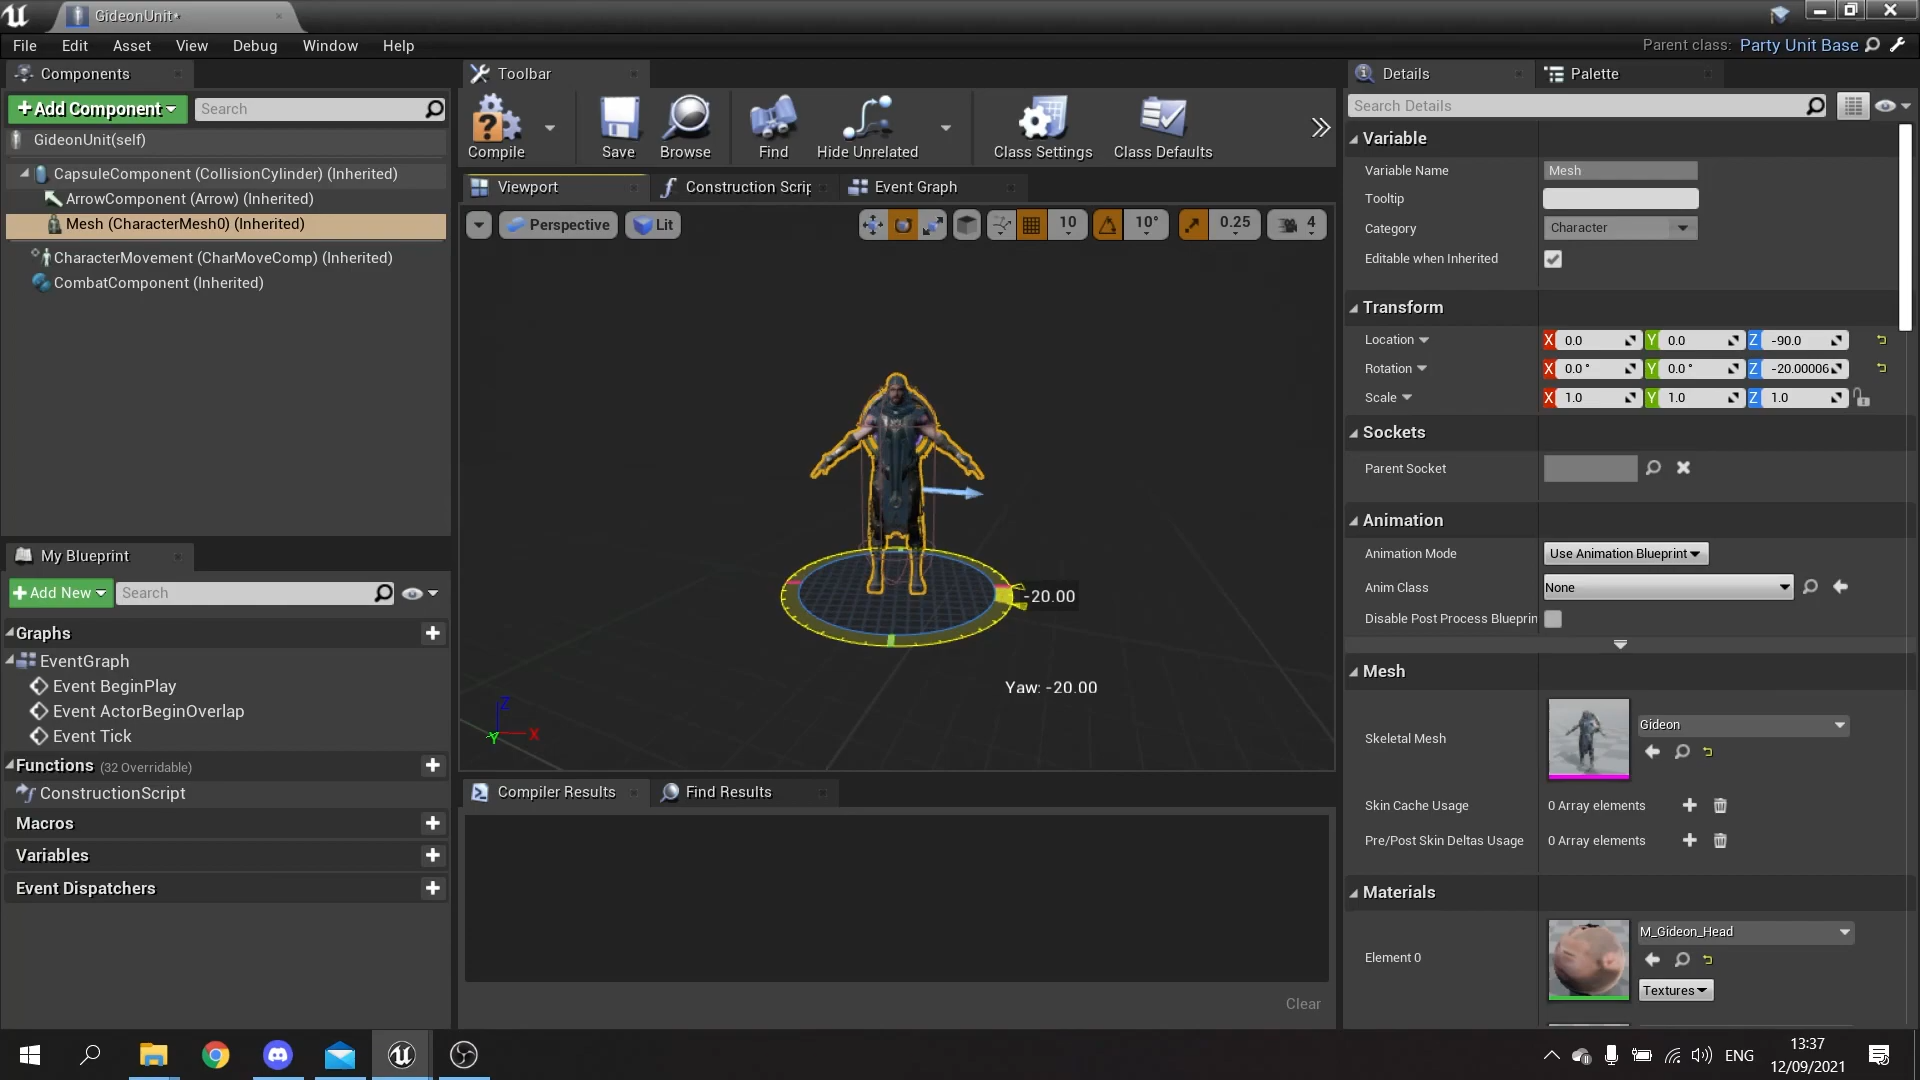 GideonUnit*
File Edit Asset View Debug Window Help
Parent class: Party Unit Base
Components
Add Component
Search
GideonUnit(self)
CapsuleComponent (CollisionCylinder) (Inherited)
ArrowComponent (Arrow) (Inherited)
Mesh (CharacterMesh0) (Inherited)
CharacterMovement (CharMoveComp) (Inherited)
CombatComponent (Inherited)
My Blueprint
Add New
Search
Graphs
EventGraph
Event BeginPlay
Event ActorBeginOverlap
Event Tick
Functions (32 Overridable)
ConstructionScript
Macros
Variables
Event Dispatchers
Toolbar
Compile
Save
Browse
Find
Hide Unrelated
Class Settings
Class Defaults
Viewport
Construction Scrip
Event Graph
Perspective
Lit
10
10°
0.25
4
-20.00
Yaw: -20.00
Z
Y
X
Compiler Results
Find Results
Clear
Details
Palette
Search Details
Variable
Variable Name Mesh
Tooltip
Category Character
Editable when Inherited
Transform
Location X 0.0 Y 0.0 Z -90.0
Rotation X 0.0° Y 0.0° Z -20.00006
Scale X 1.0 Y 1.0 Z 1.0
Sockets
Parent Socket
Animation
Animation Mode Use Animation Blueprint
Anim Class None
Disable Post Process Blueprin
Mesh
Skeletal Mesh Gideon
Skin Cache Usage 0 Array elements
Pre/Post Skin Deltas Usage 0 Array elements
Materials
Element 0 M_Gideon_Head
Textures
ENG
13:37
12/09/2021